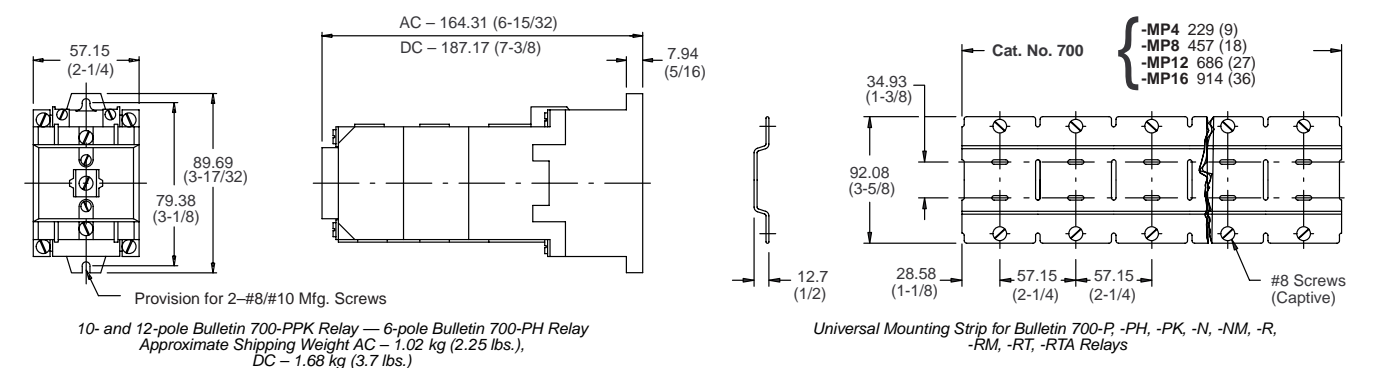 57.15
(2-1/4)
89.69
(3-17/32)
79.38
(3-1/8)
Provision for 2–#8/#10 Mfg. Screws
AC – 164.31 (6-15/32)
DC – 187.17 (7-3/8)
7.94
(5/16)
10- and 12-pole Bulletin 700-PPK Relay — 6-pole Bulletin 700-PH Relay
Approximate Shipping Weight AC – 1.02 kg (2.25 lbs.),
DC – 1.68 kg (3.7 lbs.)
Cat. No. 700
-MP4 229 (9)
-MP8 457 (18)
-MP12 686 (27)
-MP16 914 (36)
34.93
(1-3/8)
92.08
(3-5/8)
12.7
(1/2)
28.58
(1-1/8)
57.15
(2-1/4)
57.15
(2-1/4)
#8 Screws
(Captive)
Universal Mounting Strip for Bulletin 700-P, -PH, -PK, -N, -NM, -R,
-RM, -RT, -RTA Relays